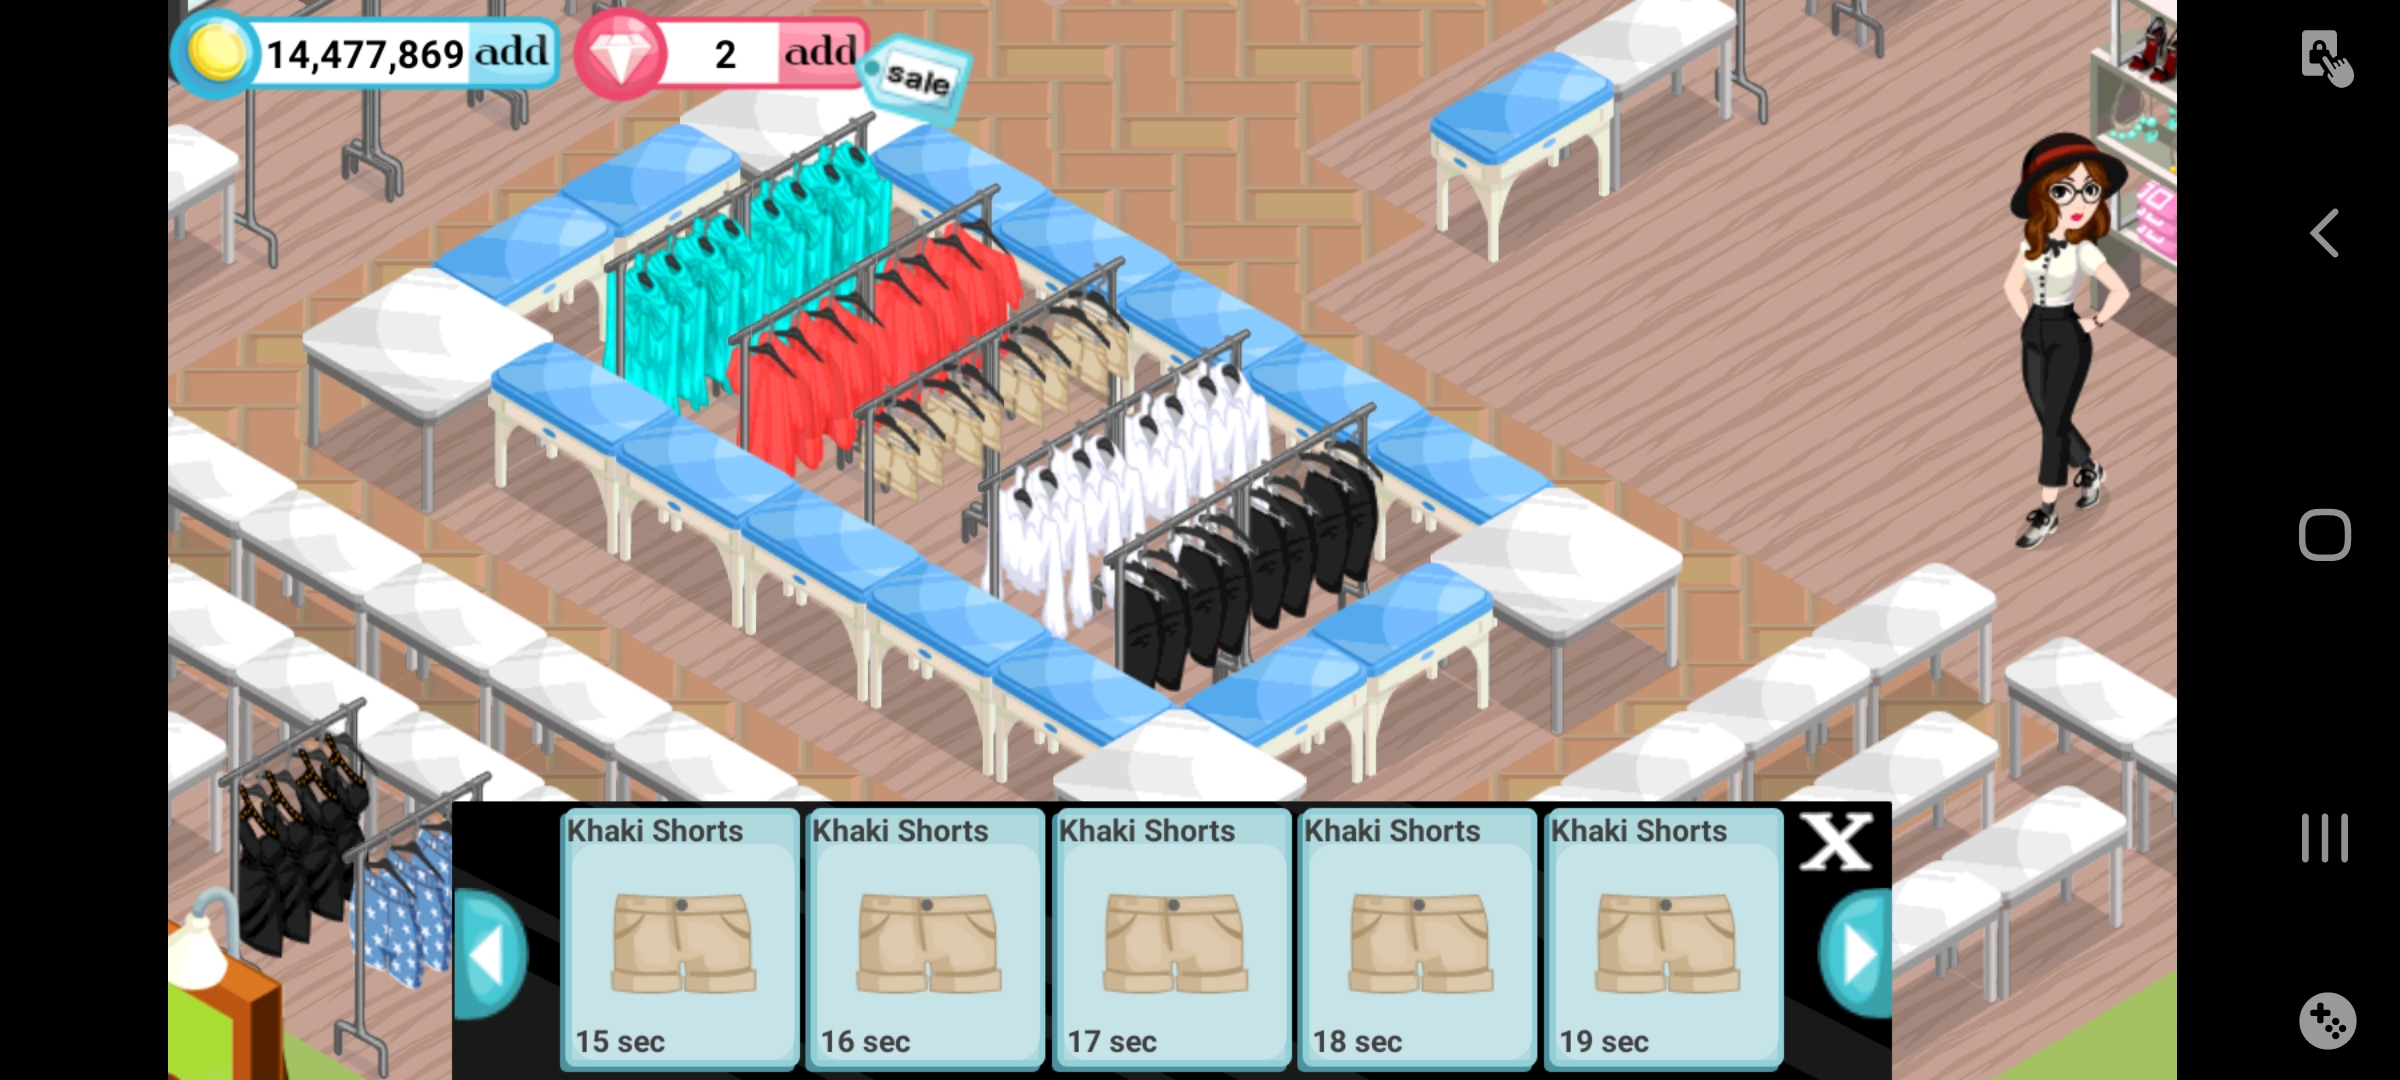 14,477,869 add 2 add
sale
Khaki Shorts Khaki Shorts Khaki Shorts Khaki Shorts Khaki Shorts
X
15 sec 16 sec 17 sec 18 sec 19 sec